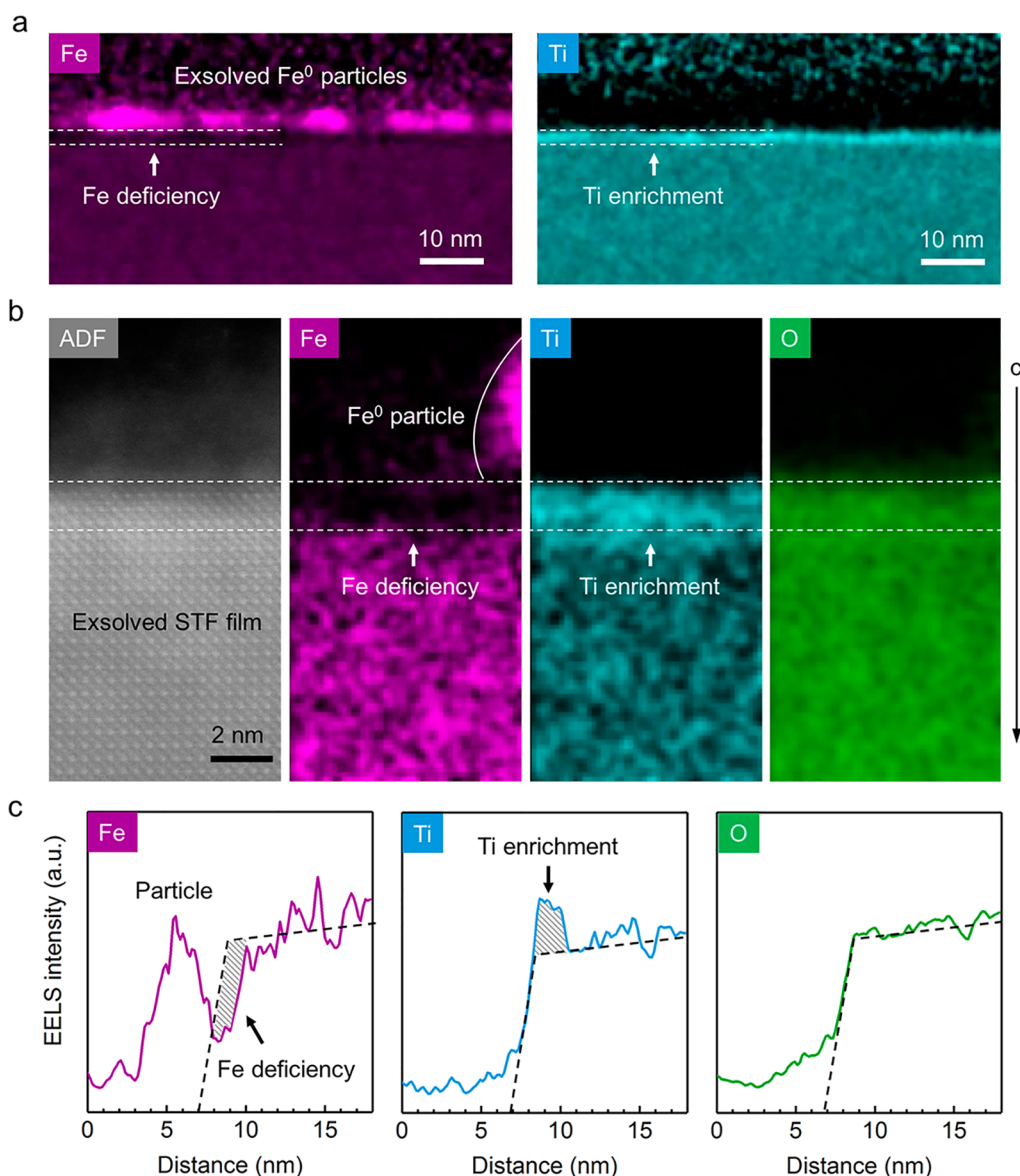 a
Fe
Exsolved Fe⁰ particles
Fe deficiency
10 nm
Ti
Ti enrichment
10 nm
b
ADF
Exsolved STF film
2 nm
Fe
Fe⁰ particle
Fe deficiency
Ti
Ti enrichment
O
c
c
EELS intensity (a.u.)
Fe
Particle
Fe deficiency
0 5 10 15
Distance (nm)
Ti
Ti enrichment
0 5 10 15
Distance (nm)
O
0 5 10 15
Distance (nm)